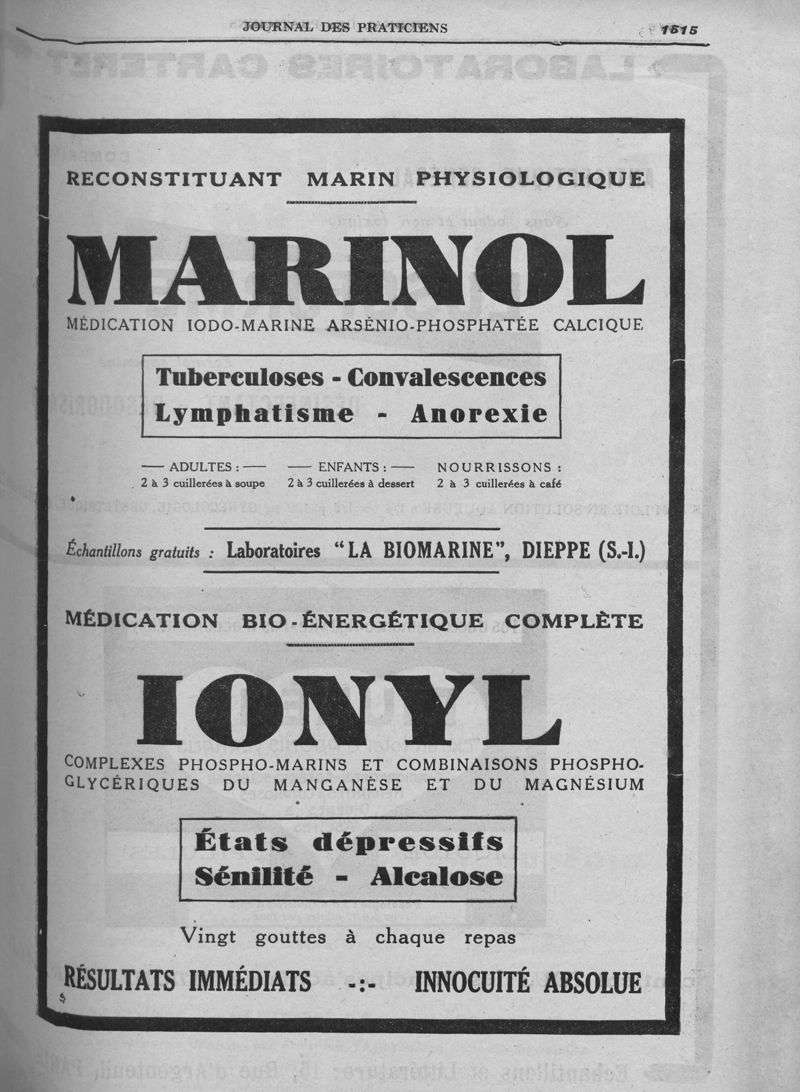 JOURNAL DES PRATICIENS 1515
RECONSTITUANT MARIN PHYSIOLOGIQUE
MARINOL
MÉDICATION IODO-MARINE ARSÉNIO-PHOSPHATÉE CALCIQUE
Tuberculoses - Convalescences
Lymphatisme - Anorexie
— ADULTES : — — ENFANTS : — NOURRISSONS :
2 à 3 cuillerées à soupe 2 à 3 cuillerées à dessert 2 à 3 cuillerées à café
Échantillons gratuits : Laboratoires "LA BIOMARINE", DIEPPE (S.-I.)
MÉDICATION BIO-ÉNERGÉTIQUE COMPLÈTE
IONYL
COMPLEXES PHOSPHO-MARINS ET COMBINAISONS PHOSPHO-
GLYCÉRIQUES DU MANGANÈSE ET DU MAGNÉSIUM
États dépressifs
Sénilité - Alcalose
Vingt gouttes à chaque repas
RÉSULTATS IMMÉDIATS -:- INNOCUITÉ ABSOLUE
LABORATOIRES CARTERET